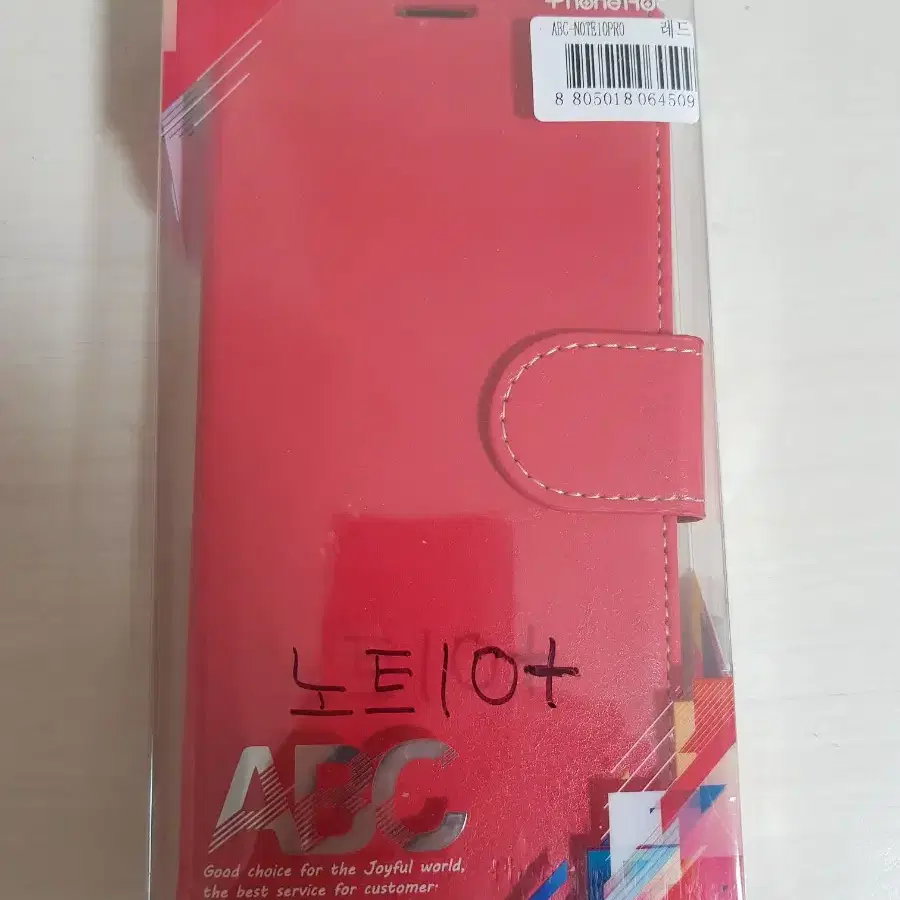 ABC-NOTE10PRO 레드
8 805018 064509
노트10+
ABC
Good choice for the Joyful world,
the best service for customer.